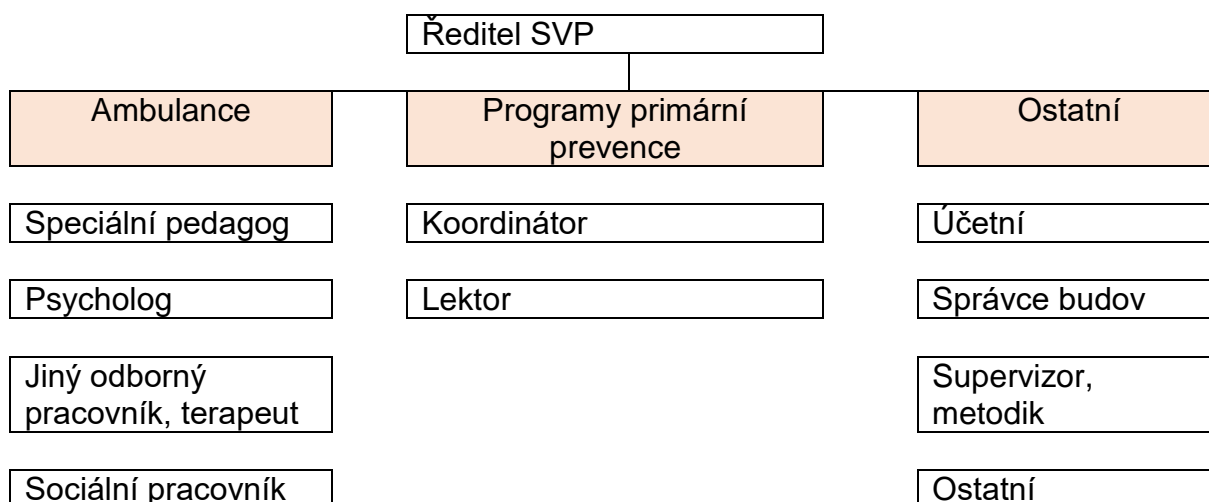 Ředitel SVP
Ambulance
Programy primární
prevence
Ostatní
Speciální pedagog
Koordinátor
Účetní
Psycholog
Lektor
Správce budov
Jiný odborný
pracovník, terapeut
Supervizor,
metodik
Sociální pracovník
Ostatní